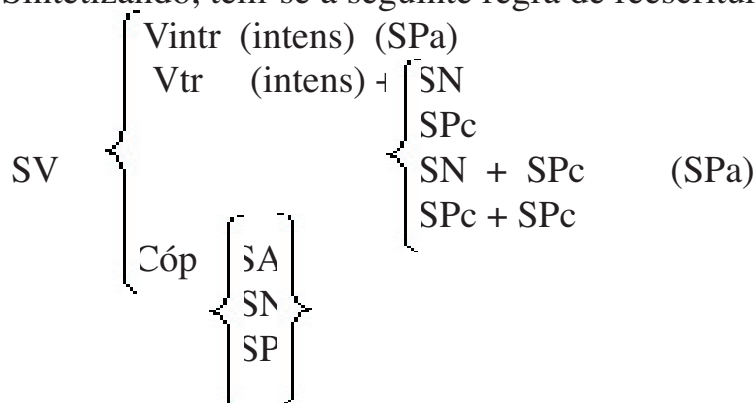 Sintetizando, tem-se a seguinte regra de reescritur
Vintr (intens) (SPa)
Vtr (intens) + SN
SPc
SV SN + SPc (SPa)
SPc + SPc
Cóp SA
SN
SP